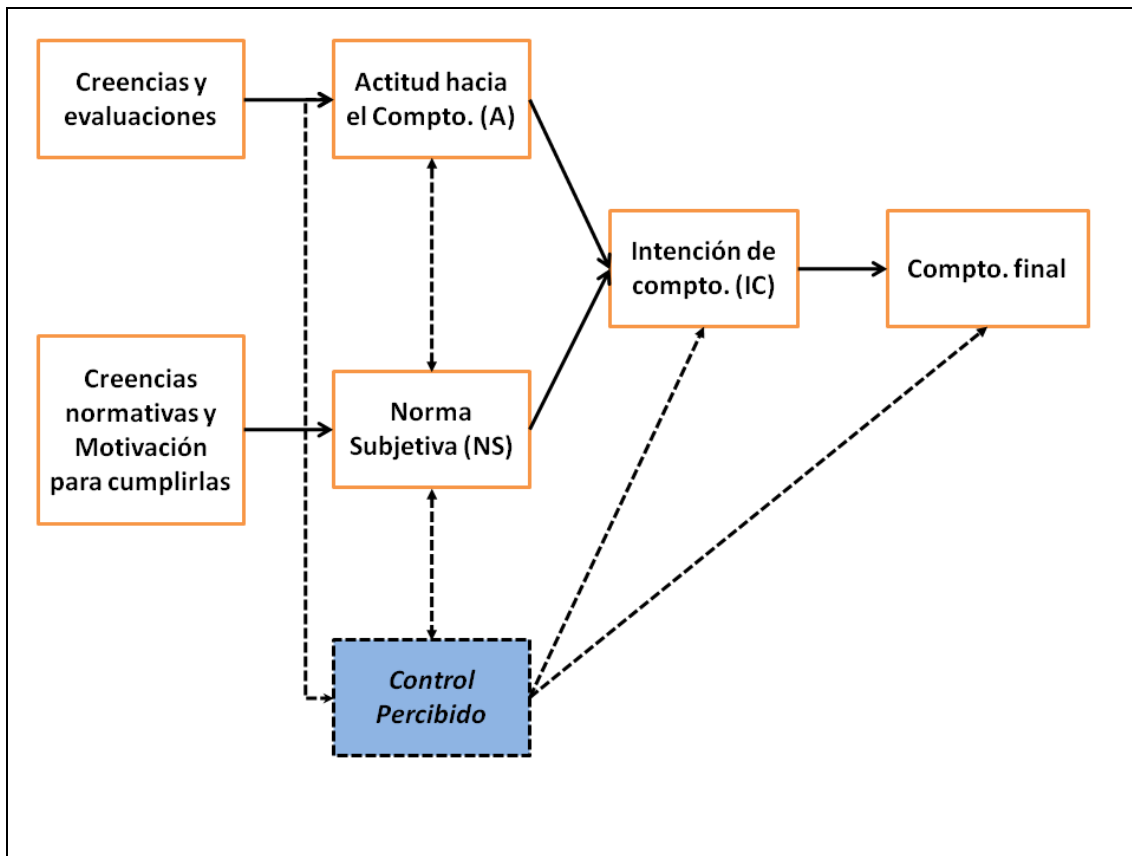 Creencias y
evaluaciones
Actitud hacia
el Compto. (A)
Intención de
compto. (IC)
Compto. final
Creencias
normativas y
Motivación
para cumplirlas
Norma
Subjetiva (NS)
Control
Percibido